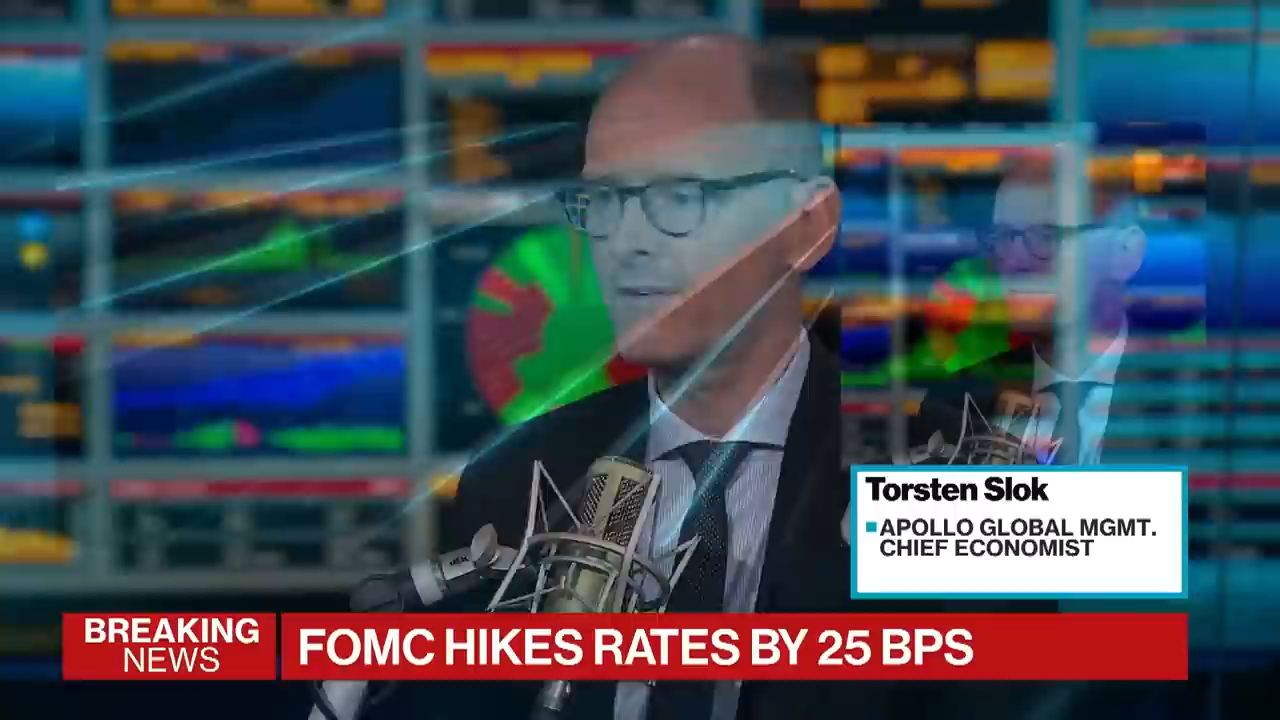 Torsten Slok
APOLLO GLOBAL MGMT.
CHIEF ECONOMIST
BREAKING
NEWS
FOMC HIKES RATES BY 25 BPS